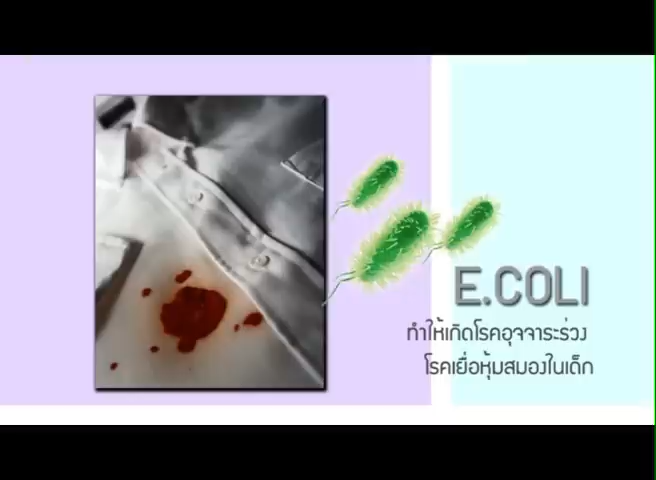 E.COLI
ทำให้เกิดโรคอุจจาระร่วง
โรคเยื่อหุ้มสมองในเด็ก